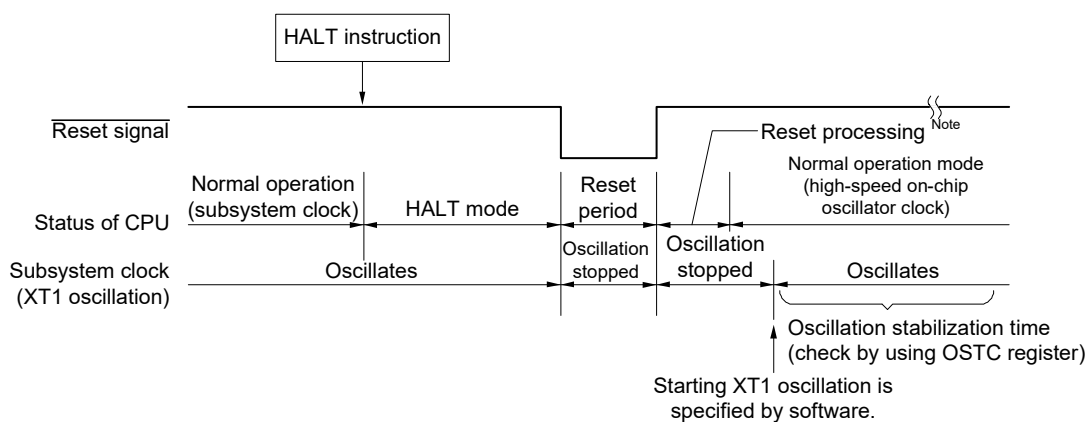 HALT instruction
Reset signal
Reset processing Note
Normal operation
(subsystem clock)
HALT mode
Reset
period
Normal operation mode
(high-speed on-chip
oscillator clock)
Status of CPU
Subsystem clock
(XT1 oscillation)
Oscillates
Oscillation
stopped
Oscillation
stopped
Oscillates
Oscillation stabilization time
(check by using OSTC register)
Starting XT1 oscillation is
specified by software.